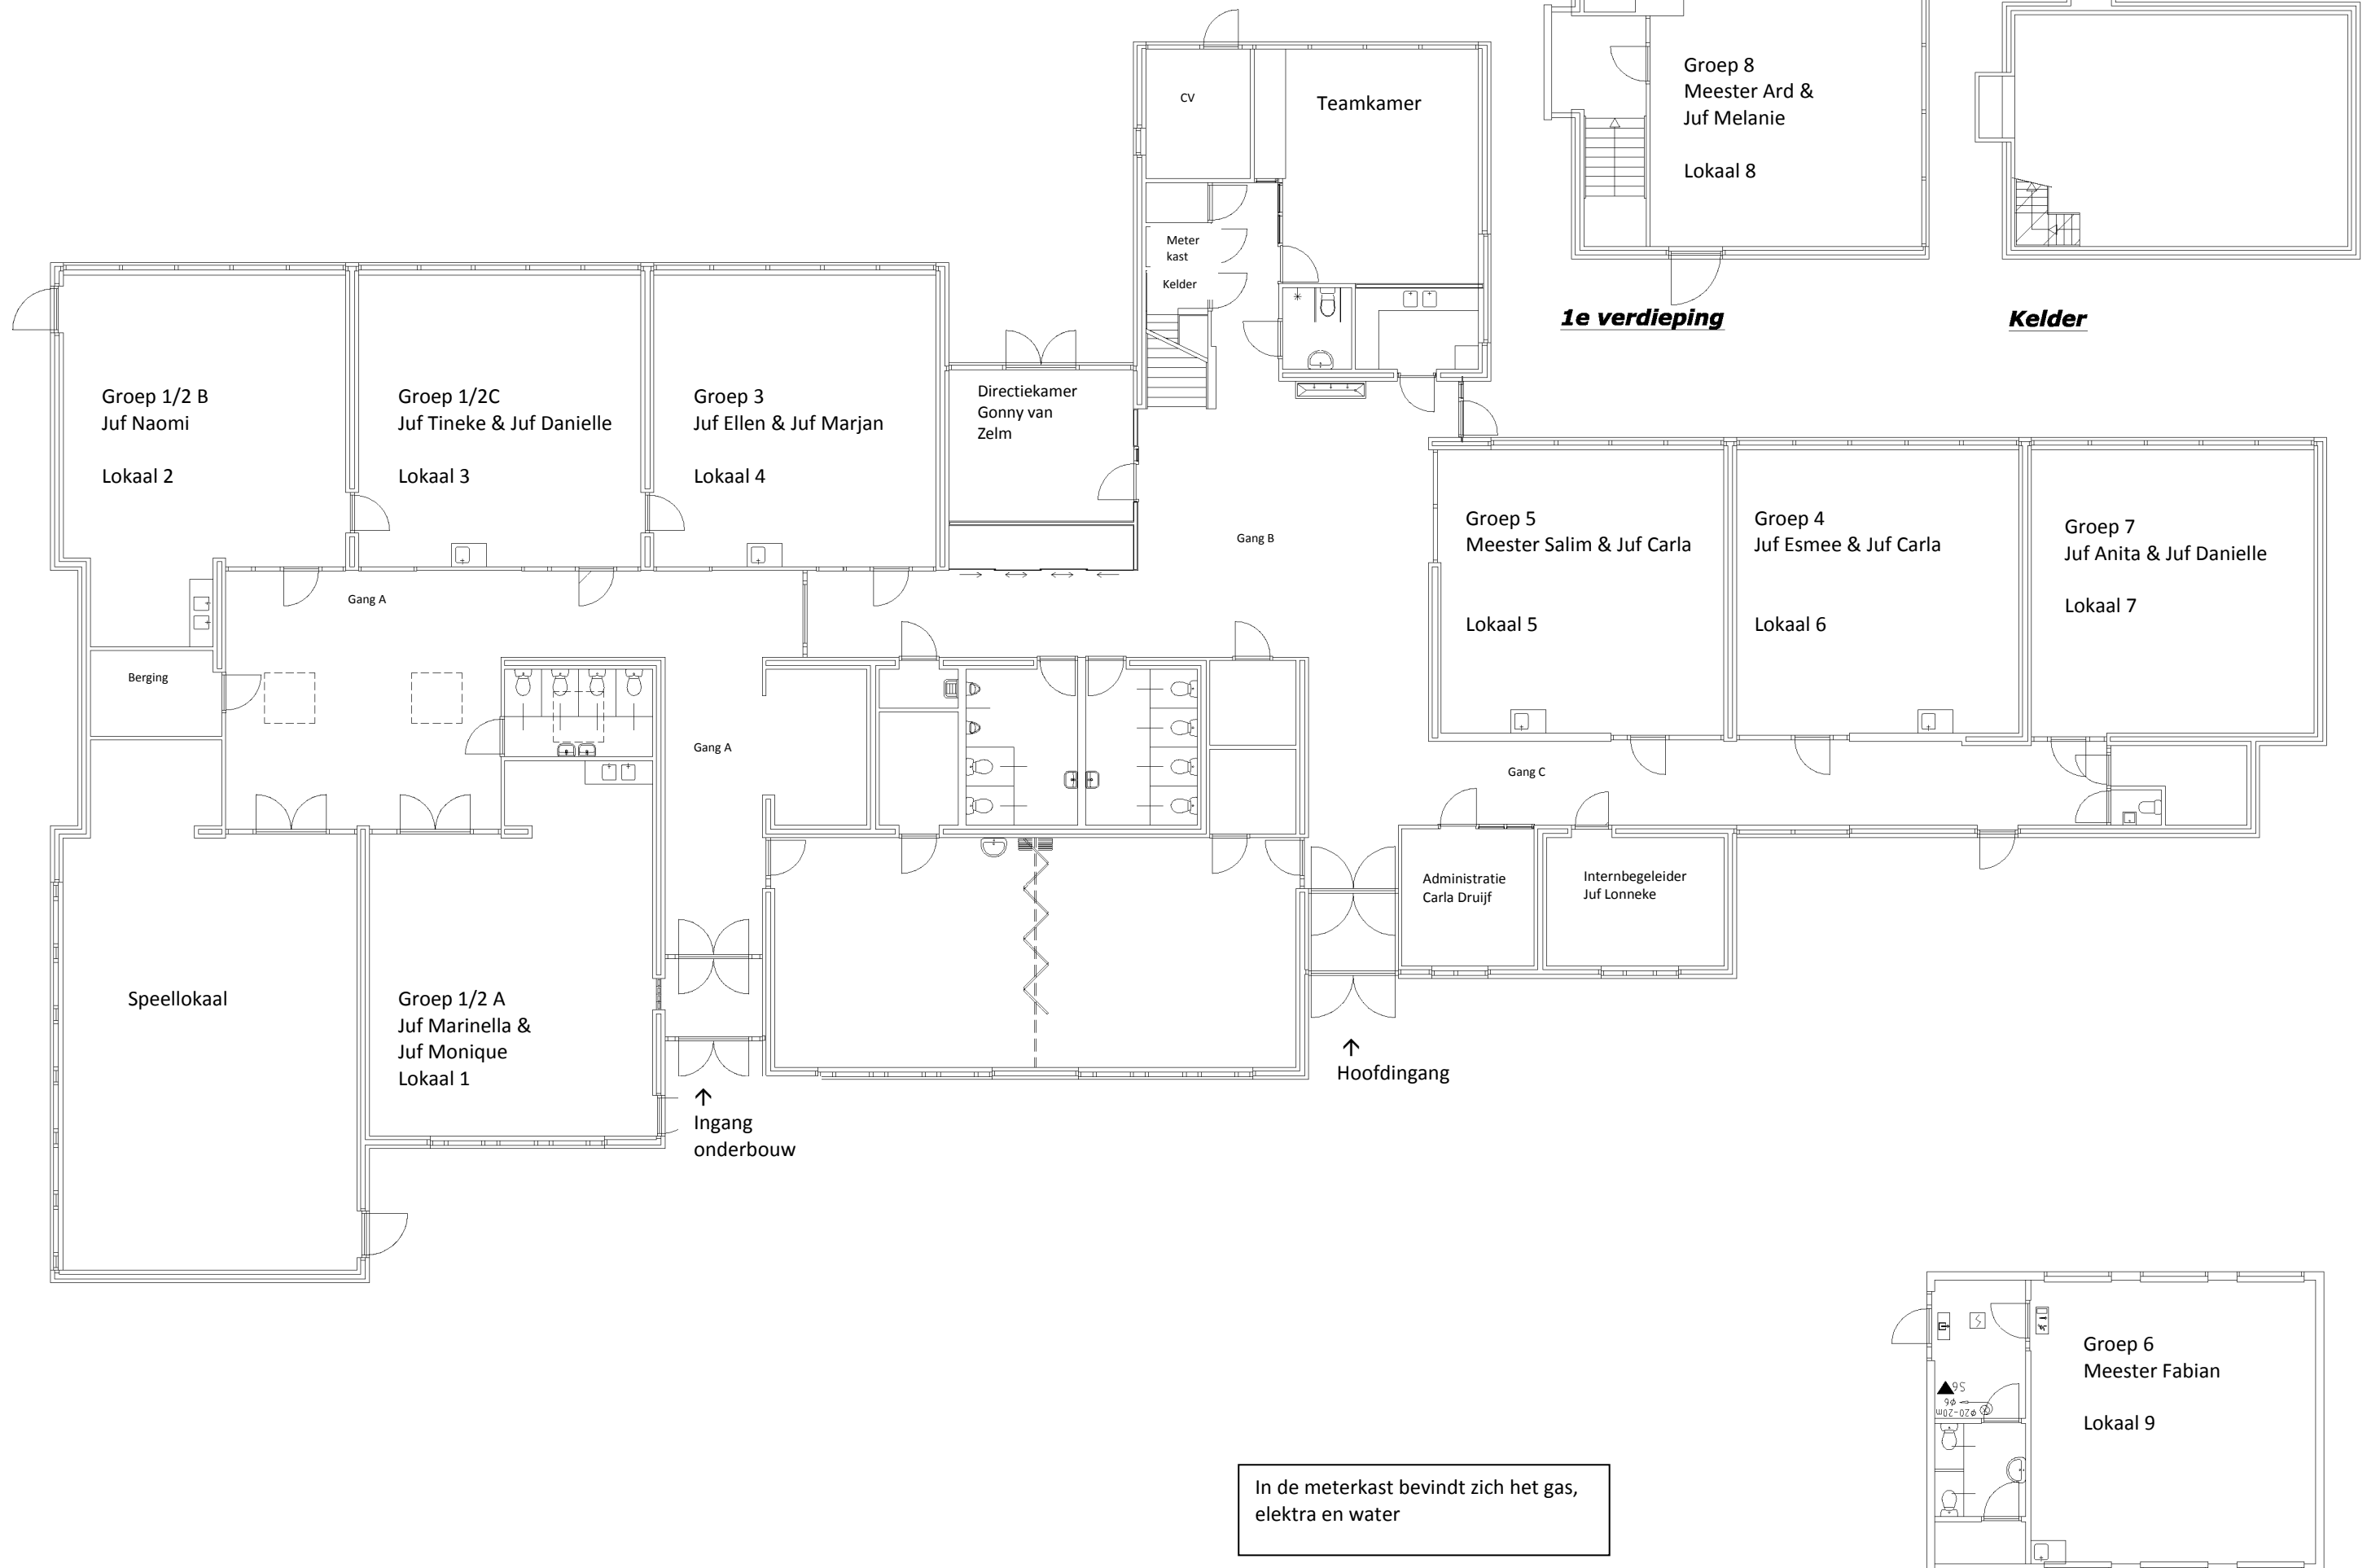 CV
Teamkamer
Groep 8
Meester Ard &
Juf Melanie
Lokaal 8
Meter
kast
Kelder
1e verdieping
Kelder
Groep 1/2 B
Juf Naomi
Lokaal 2
Groep 1/2C
Juf Tineke & Juf Danielle
Lokaal 3
Groep 3
Juf Ellen & Juf Marjan
Lokaal 4
Directiekamer
Gonny van
Zelm
Gang B
Groep 5
Meester Salim & Juf Carla
Lokaal 5
Groep 4
Juf Esmee & Juf Carla
Lokaal 6
Groep 7
Juf Anita & Juf Danielle
Lokaal 7
Gang A
Berging
Gang A
Gang C
Administratie
Carla Druijf
Internbegeleider
Juf Lonneke
Speellokaal
Groep 1/2 A
Juf Marinella &
Juf Monique
Lokaal 1
↑
Ingang
onderbouw
↑
Hoofdingang
Groep 6
Meester Fabian
Lokaal 9
In de meterkast bevindt zich het gas,
elektra en water